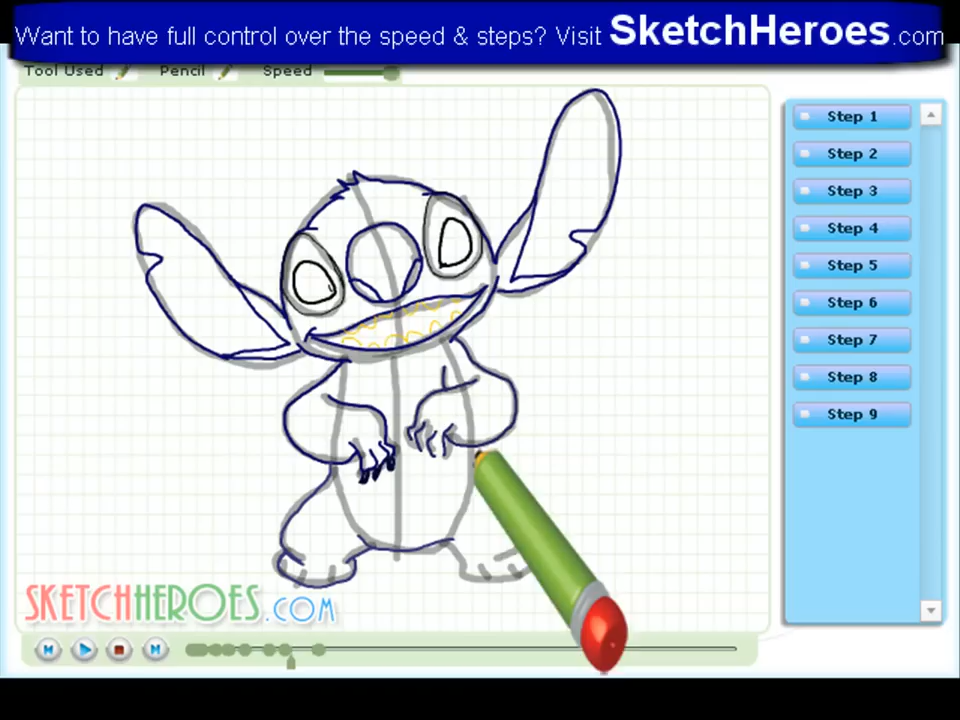 Want to have full control over the speed & steps? Visit SketchHeroes.com
Tool Used Pencil Speed
Step 1
Step 2
Step 3
Step 4
Step 5
Step 6
Step 7
Step 8
Step 9
SKETCHHEROES.COM